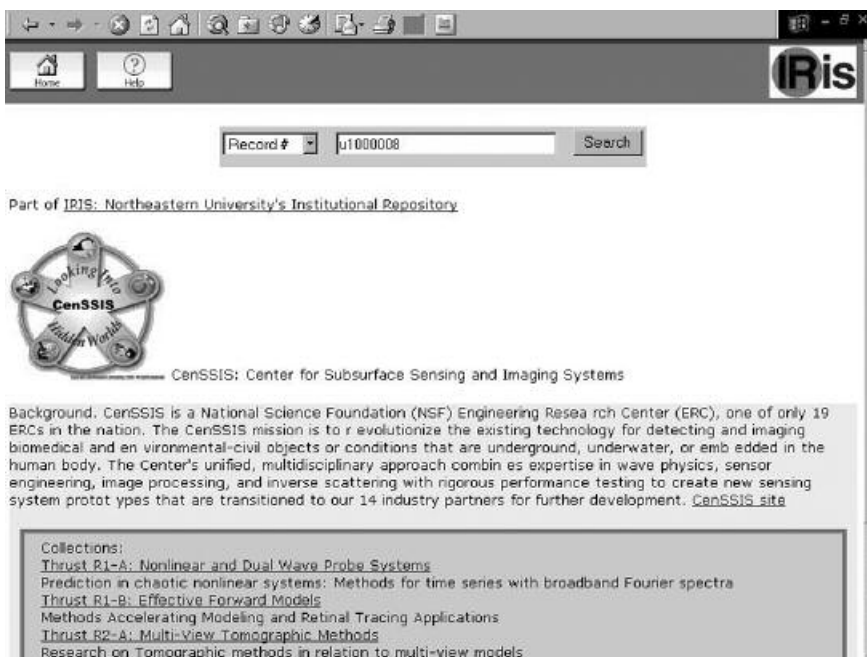 Home
Help
IRis
Record #
u1000008
Search
Part of IRIS: Northeastern University's Institutional Repository
Looking Into
CenSSIS
Hidden Worlds
CenSSIS: Center for Subsurface Sensing and Imaging Systems
Background. CenSSIS is a National Science Foundation (NSF) Engineering Resea rch Center (ERC), one of only 19
ERCs in the nation. The CenSSIS mission is to r evolutionize the existing technology for detecting and imaging
biomedical and en vironmental-civil objects or conditions that are underground, underwater, or emb edded in the
human body. The Center's unified, multidisciplinary approach combin es expertise in wave physics, sensor
engineering, image processing, and inverse scattering with rigorous performance testing to create new sensing
system protot ypes that are transitioned to our 14 industry partners for further development. CenSSIS site
Collections:
Thrust R1-A: Nonlinear and Dual Wave Probe Systems
Prediction in chaotic nonlinear systems: Methods for time series with broadband Fourier spectra
Thrust R1-B: Effective Forward Models
Methods Accelerating Modeling and Retinal Tracing Applications
Thrust R2-A: Multi-View Tomographic Methods
Research on Tomographic methods in relation to multi-view models